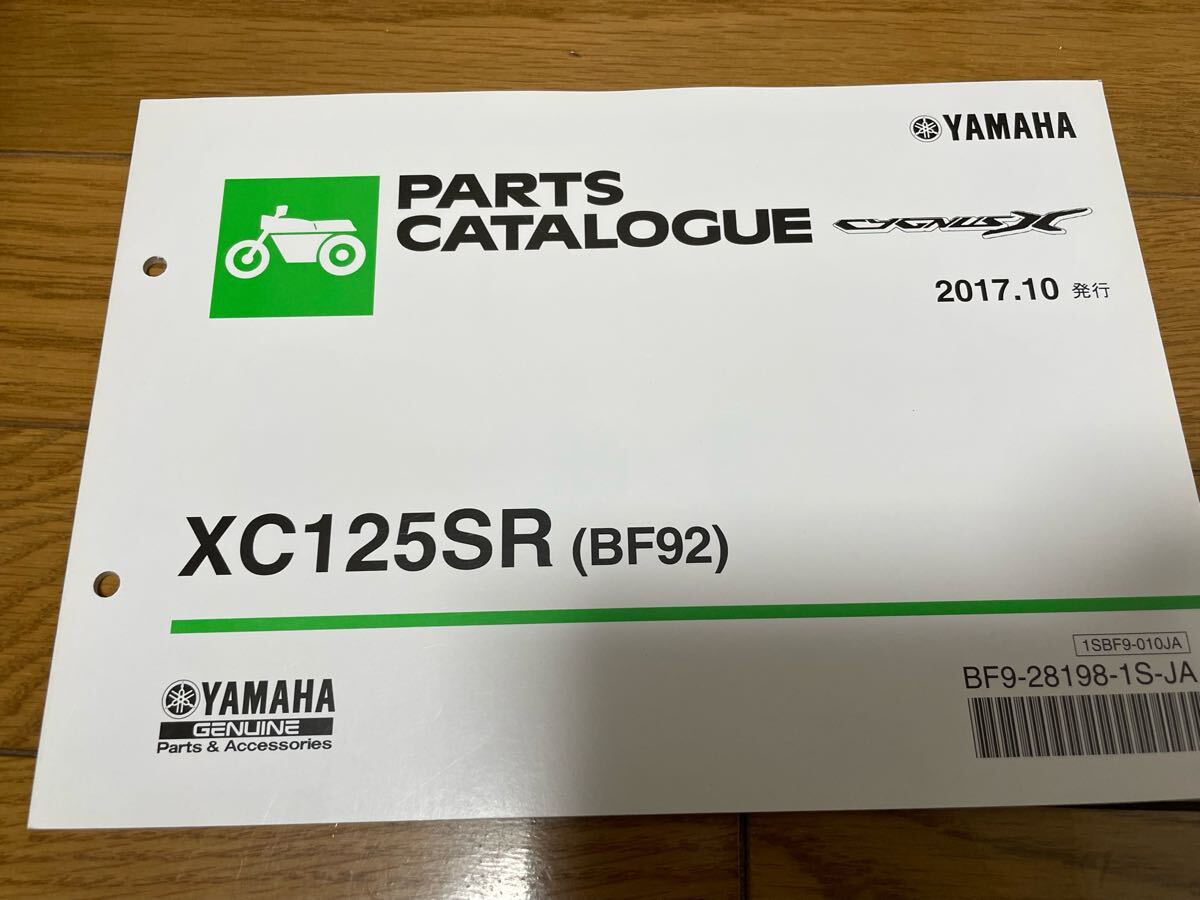 YAMAHA
PARTS
CATALOGUE
CYGNUS X
2017.10 発行
XC125SR (BF92)
1SBF9-010JA
BF9-28198-1S-JA
YAMAHA
GENUINE
Parts & Accessories